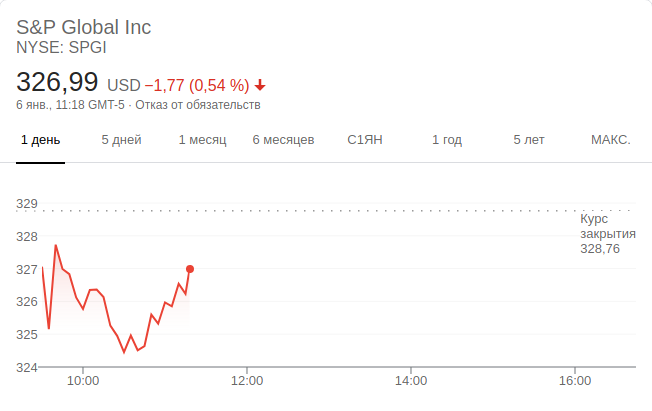 S&P Global Inc
NYSE: SPGI
326,99 USD −1,77 (0,54 %)
6 янв., 11:18 GMT-5 · Отказ от обязательств
1 день 5 дней 1 месяц 6 месяцев С1ЯН 1 год 5 лет МАКС.
329
Курс
закрытия
328,76
328
327
326
325
324
10:00 12:00 14:00 16:00